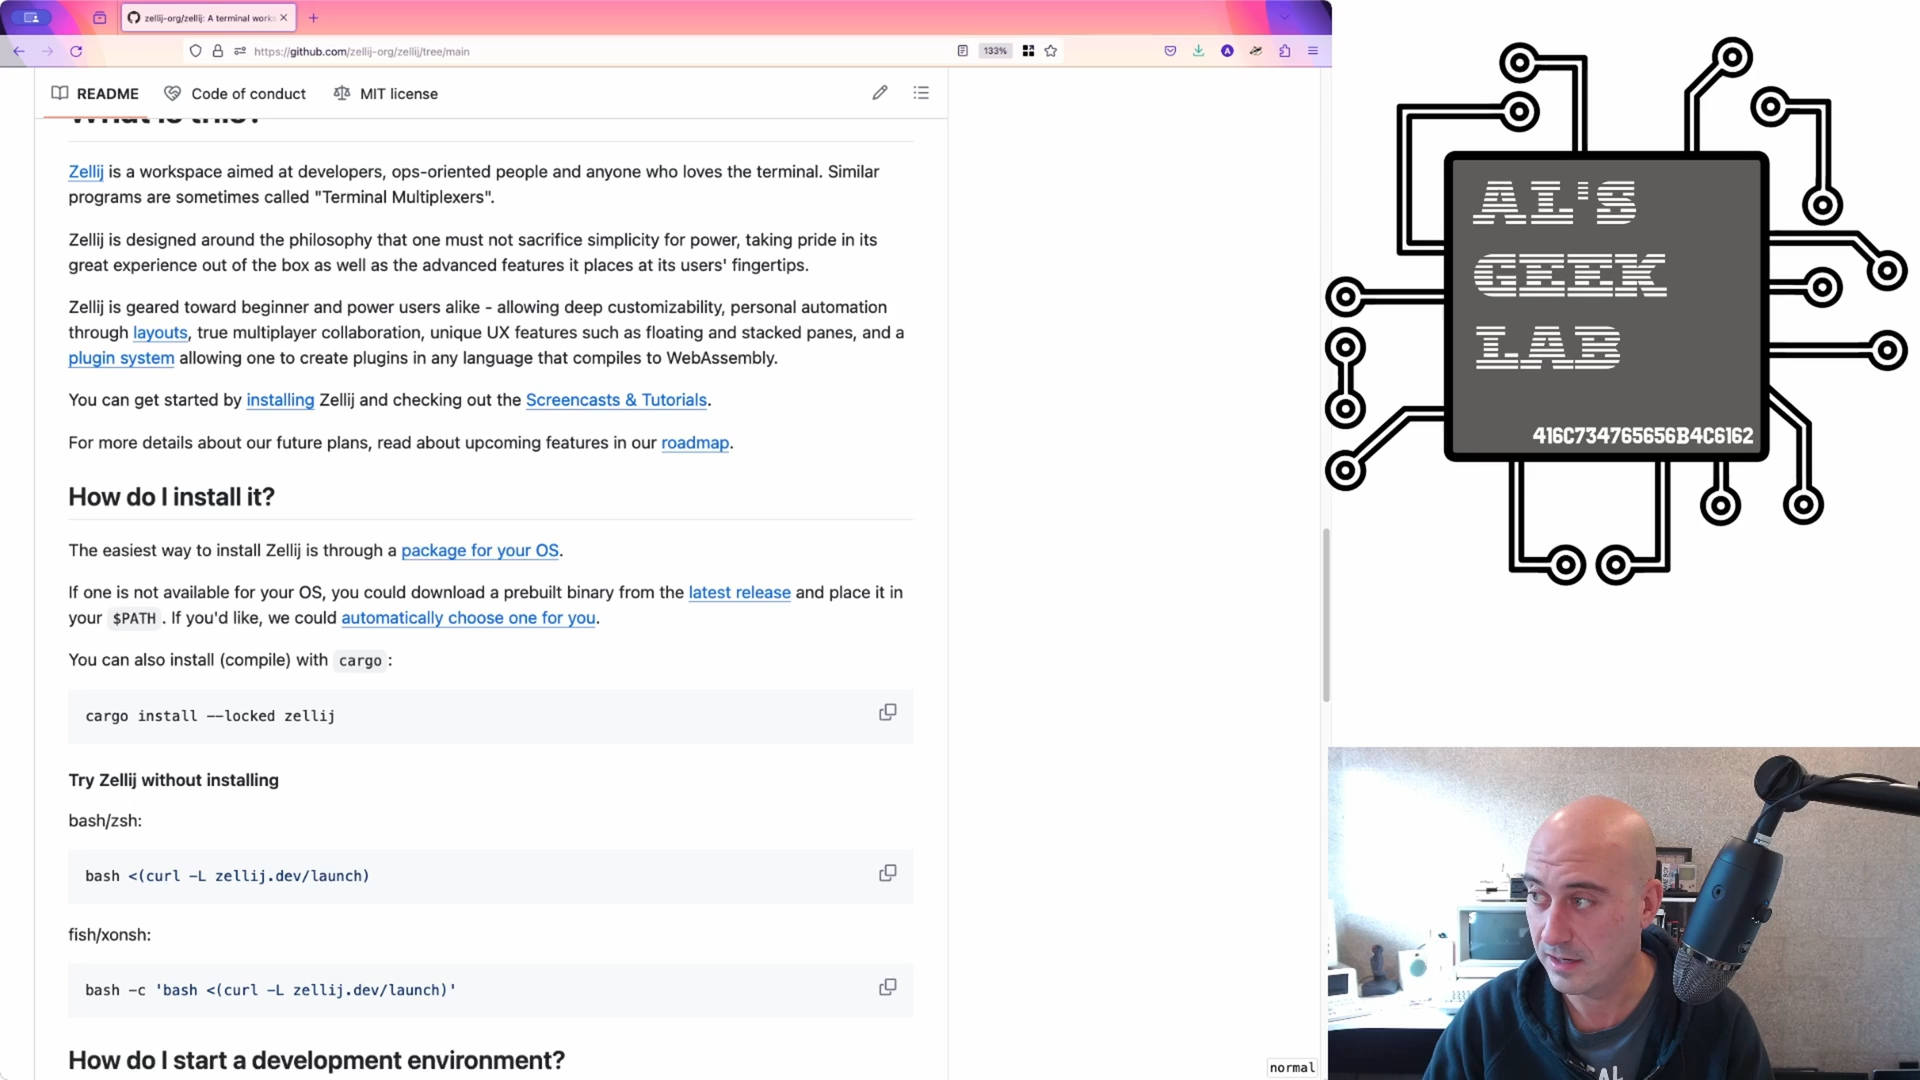 zellij-org/zellij: A terminal works
https://github.com/zellij-org/zellij/tree/main
133%
README
Code of conduct
MIT license
What is this?
Zellij is a workspace aimed at developers, ops-oriented people and anyone who loves the terminal. Similar
programs are sometimes called "Terminal Multiplexers".
Zellij is designed around the philosophy that one must not sacrifice simplicity for power, taking pride in its
great experience out of the box as well as the advanced features it places at its users' fingertips.
Zellij is geared toward beginner and power users alike - allowing deep customizability, personal automation
through layouts, true multiplayer collaboration, unique UX features such as floating and stacked panes, and a
plugin system allowing one to create plugins in any language that compiles to WebAssembly.
You can get started by installing Zellij and checking out the Screencasts & Tutorials.
For more details about our future plans, read about upcoming features in our roadmap.
How do I install it?
The easiest way to install Zellij is through a package for your OS.
If one is not available for your OS, you could download a prebuilt binary from the latest release and place it in
your $PATH . If you'd like, we could automatically choose one for you.
You can also install (compile) with cargo :
cargo install --locked zellij
Try Zellij without installing
bash/zsh:
bash <(curl -L zellij.dev/launch)
fish/xonsh:
bash -c 'bash <(curl -L zellij.dev/launch)'
How do I start a development environment?
normal
AL'S
GEEK
LAB
416C734765656B4C6162